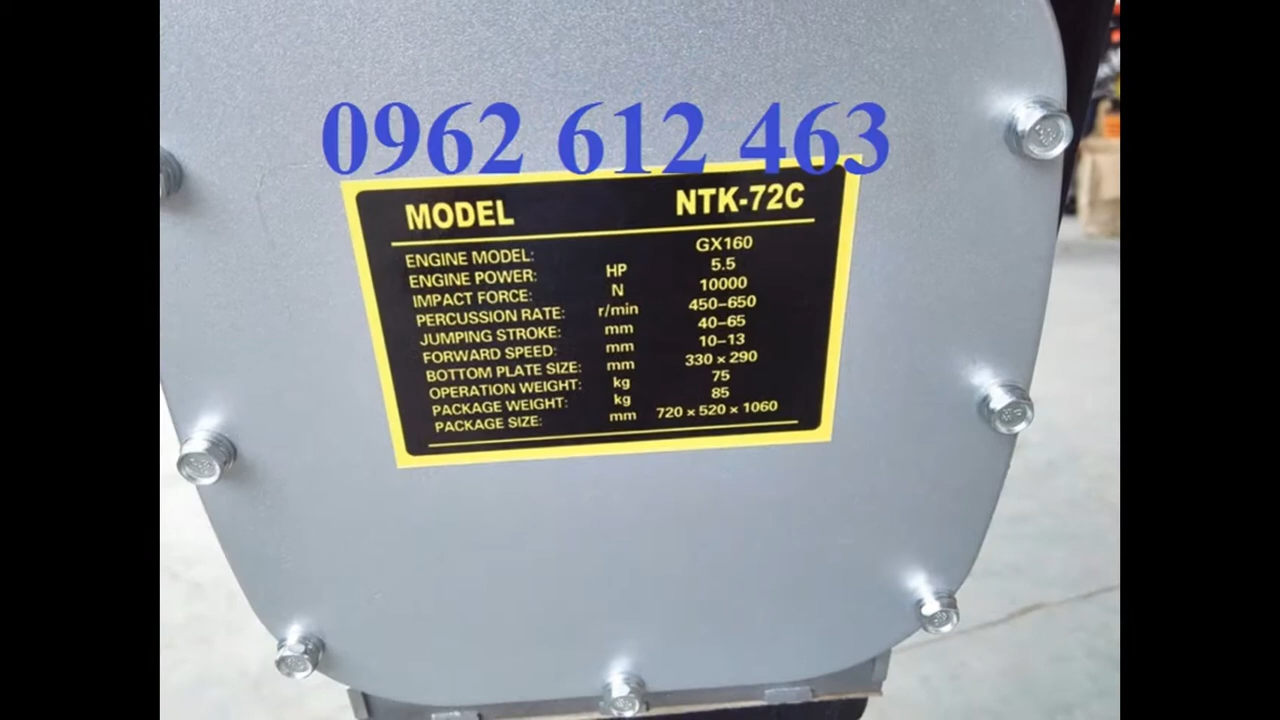 0962 612 463
MODEL NTK-72C
ENGINE MODEL: GX160
ENGINE POWER: HP 5.5
IMPACT FORCE: N 10000
PERCUSSION RATE: r/min 450–650
JUMPING STROKE: mm 40–65
FORWARD SPEED: mm 10–13
BOTTOM PLATE SIZE: mm 330 × 290
OPERATION WEIGHT: kg 75
PACKAGE WEIGHT: kg 85
PACKAGE SIZE: mm 720 × 520 × 1060